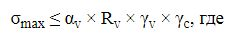 σmax ≤ αv × Rv × γv × γc, где